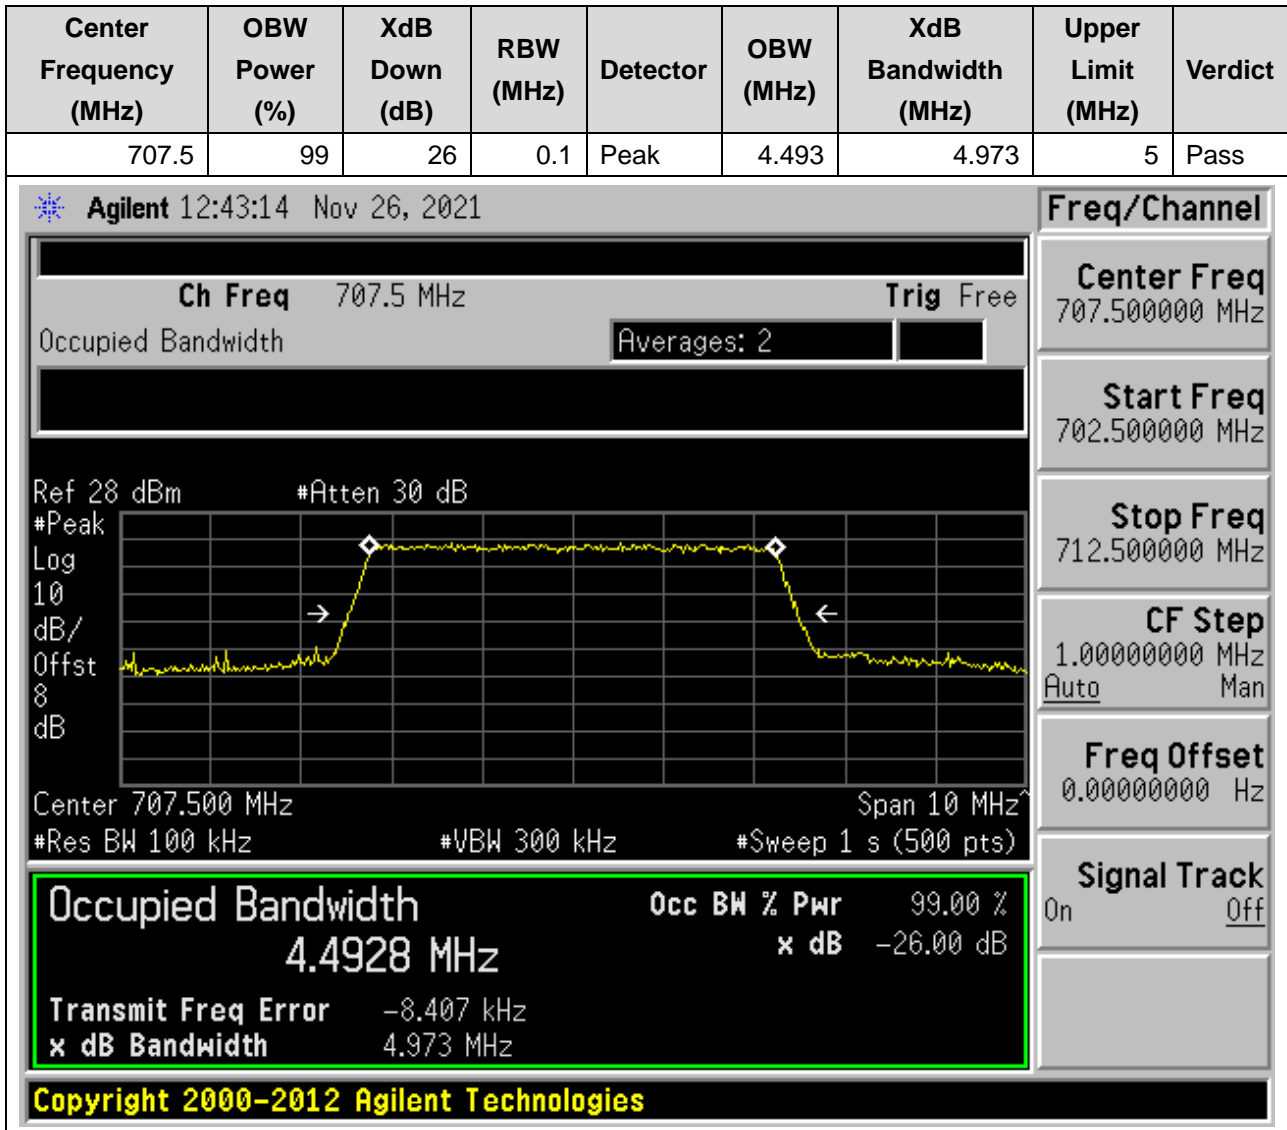 Center Frequency (MHz) OBW Power (%) XdB Down (dB) RBW (MHz) Detector OBW (MHz) XdB Bandwidth (MHz) Upper Limit (MHz) Verdict
707.5 99 26 0.1 Peak 4.493 4.973 5 Pass
Agilent 12:43:14 Nov 26, 2021
Freq/Channel
Ch Freq 707.5 MHz Trig Free
Occupied Bandwidth Averages: 2
Center Freq
707.500000 MHz
Start Freq
702.500000 MHz
Stop Freq
712.500000 MHz
CF Step
1.00000000 MHz
Auto Man
Freq Offset
0.00000000 Hz
Signal Track
On Off
Ref 28 dBm #Atten 30 dB
#Peak
Log
10
dB/
Offst
8
dB
Center 707.500 MHz Span 10 MHz^
#Res BW 100 kHz #VBW 300 kHz #Sweep 1 s (500 pts)
Occupied Bandwidth Occ BW % Pwr 99.00 %
4.4928 MHz x dB -26.00 dB
Transmit Freq Error -8.407 kHz
x dB Bandwidth 4.973 MHz
Copyright 2000-2012 Agilent Technologies